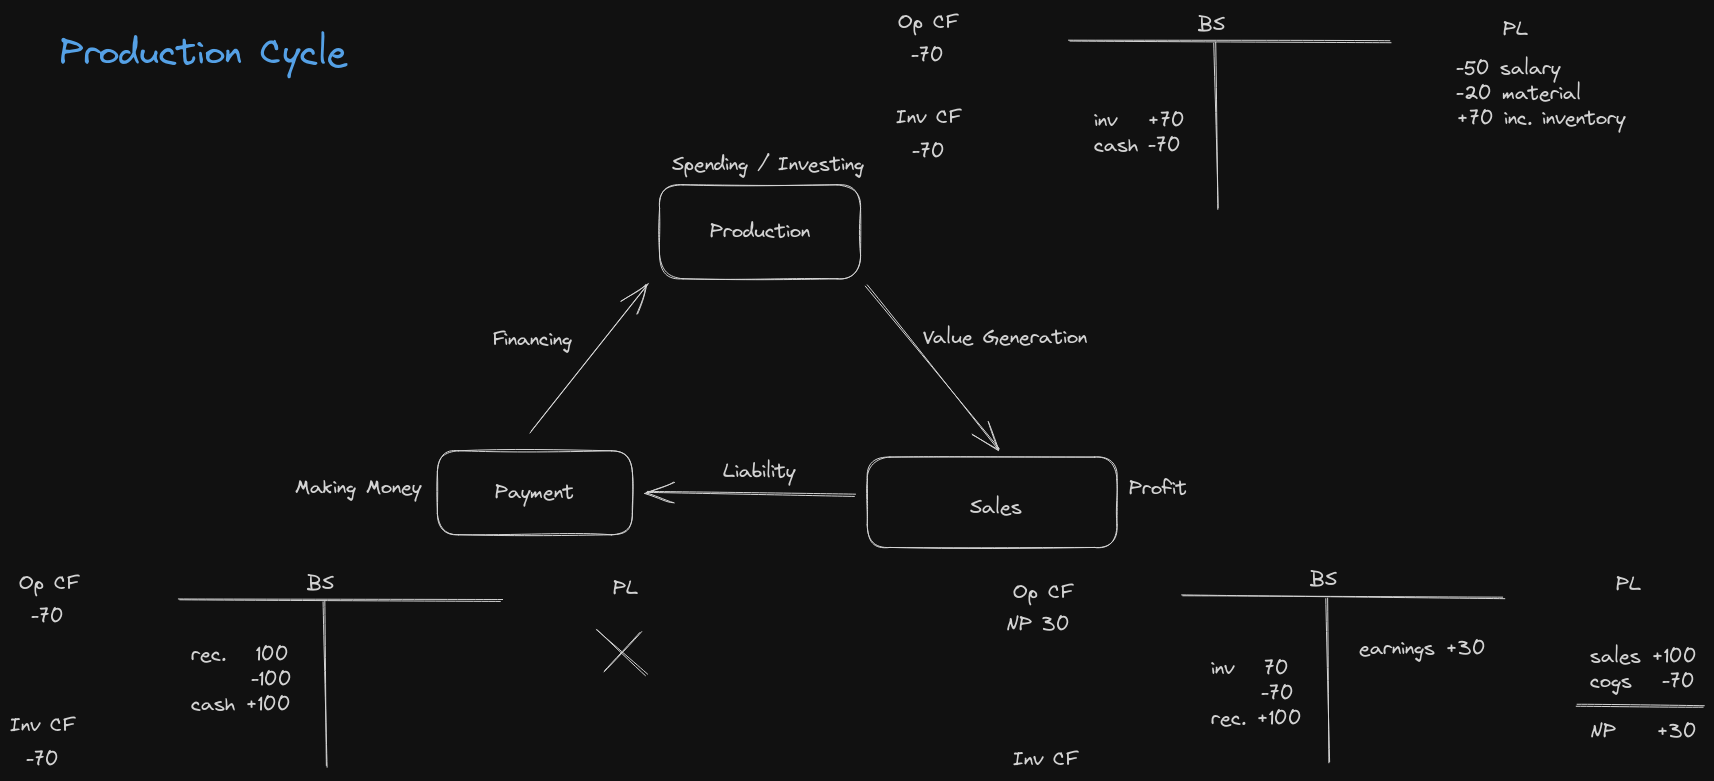 Production Cycle
Op CF
-70
Inv CF
-70
BS
inv +70
cash -70
PL
-50 salary
-20 material
+70 inc. inventory
Spending / Investing
Production
Financing
Value Generation
Making Money
Payment
Liability
Sales
Profit
Op CF
-70
Inv CF
-70
BS
rec. 100
-100
cash +100
PL
Op CF
NP 30
Inv CF
BS
inv 70
-70
rec. +100
earnings +30
PL
sales +100
cogs -70
NP +30